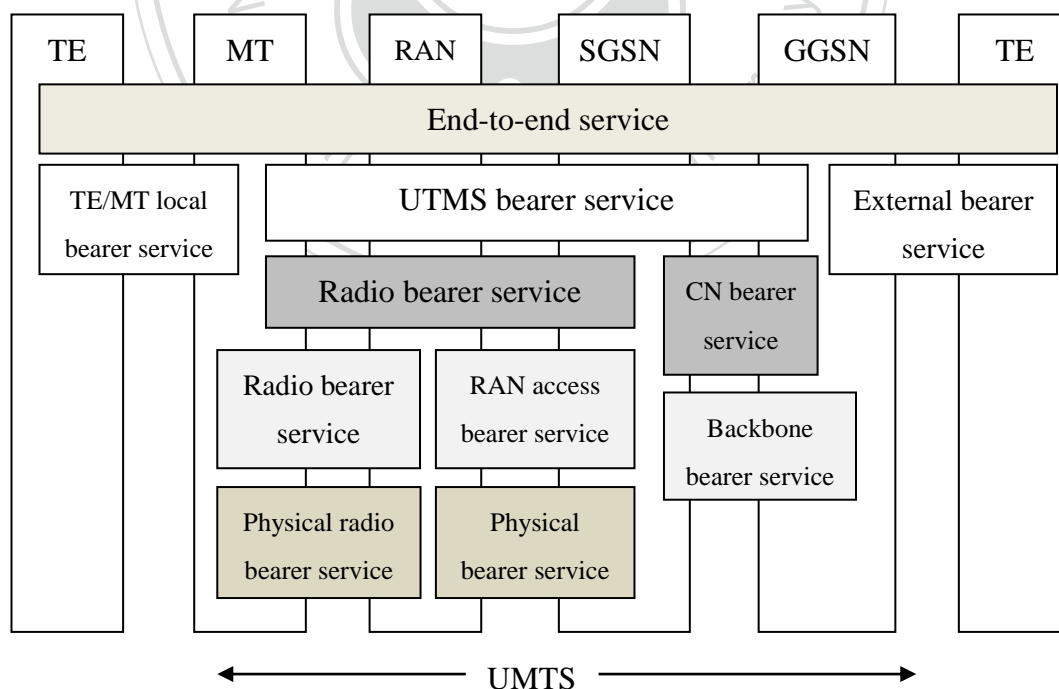 TE
MT
RAN
SGSN
GGSN
TE
End-to-end service
TE/MT local
bearer service
UTMS bearer service
External bearer
service
Radio bearer service
CN bearer
service
Radio bearer
service
RAN access
bearer service
Backbone
bearer service
Physical radio
bearer service
Physical
bearer service
UMTS